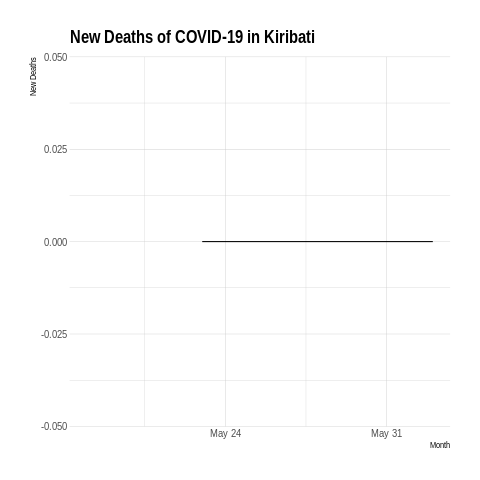 New Deaths of COVID-19 in Kiribati
New Deaths
0.050
0.025
0.000
-0.025
-0.050
May 24
May 31
Month